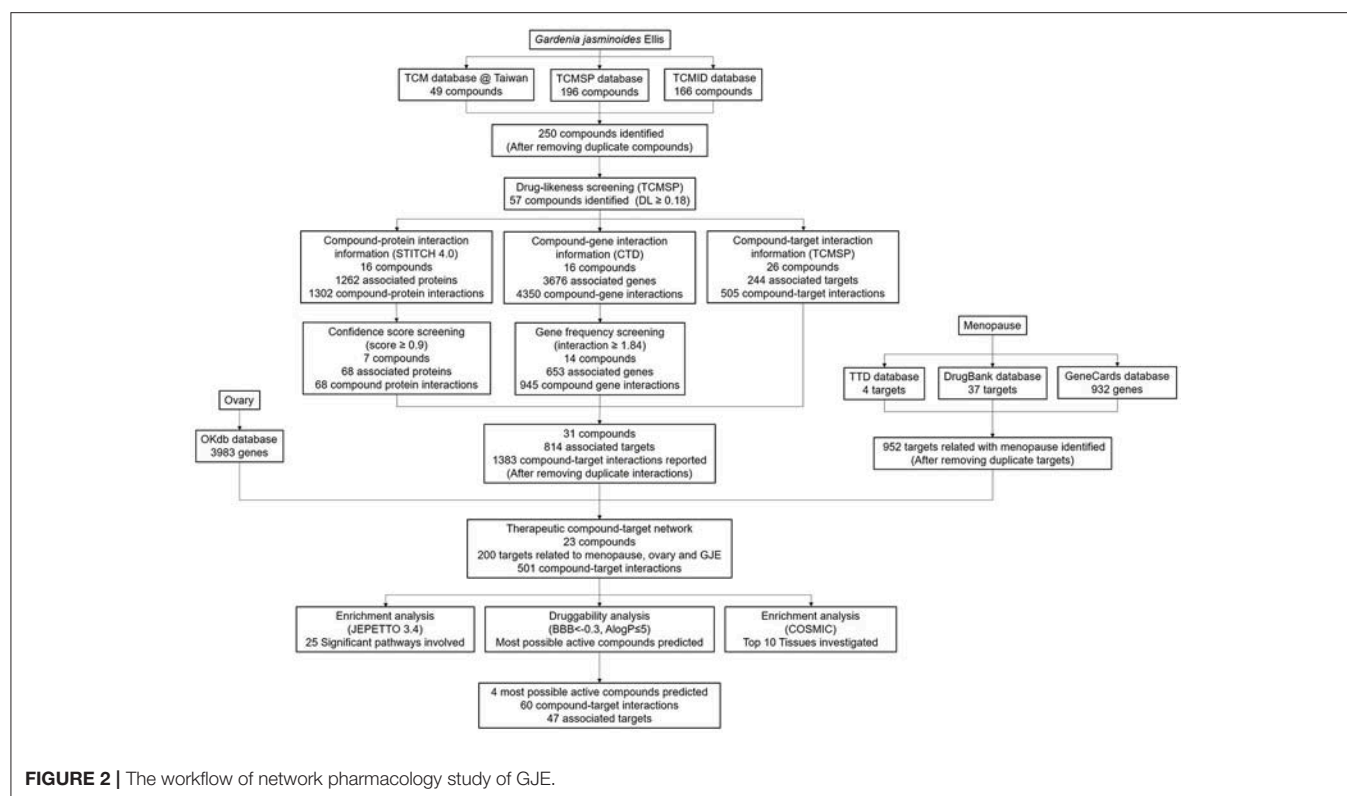 Gardenia jasminoides Ellis
TCM database @ Taiwan
49 compounds
TCMSP database
196 compounds
TCMID database
166 compounds
250 compounds identified
(After removing duplicate compounds)
Drug-likeness screening (TCMSP)
57 compounds identified (DL ≥ 0.18)
Compound-protein interaction
information (STITCH 4.0)
16 compounds
1262 associated proteins
1302 compound-protein interactions
Compound-gene interaction
information (CTD)
16 compounds
3676 associated genes
4350 compound-gene interactions
Compound-target interaction
information (TCMSP)
26 compounds
244 associated targets
505 compound-target interactions
Confidence score screening
(score ≥ 0.9)
7 compounds
68 associated proteins
68 compound protein interactions
Gene frequency screening
(interaction ≥ 1.84)
14 compounds
653 associated genes
945 compound gene interactions
Menopause
TTD database
4 targets
DrugBank database
37 targets
GeneCards database
932 genes
Ovary
OKdb database
3983 genes
31 compounds
814 associated targets
1383 compound-target interactions reported
(After removing duplicate interactions)
952 targets related with menopause identified
(After removing duplicate targets)
Therapeutic compound-target network
23 compounds
200 targets related to menopause, ovary and GJE
501 compound-target interactions
Enrichment analysis
(JEPETTO 3.4)
25 Significant pathways involved
Druggability analysis
(BBB<-0.3, AlogP≤5)
Most possible active compounds predicted
Enrichment analysis
(COSMIC)
Top 10 Tissues investigated
4 most possible active compounds predicted
60 compound-target interactions
47 associated targets
FIGURE 2 | The workflow of network pharmacology study of GJE.